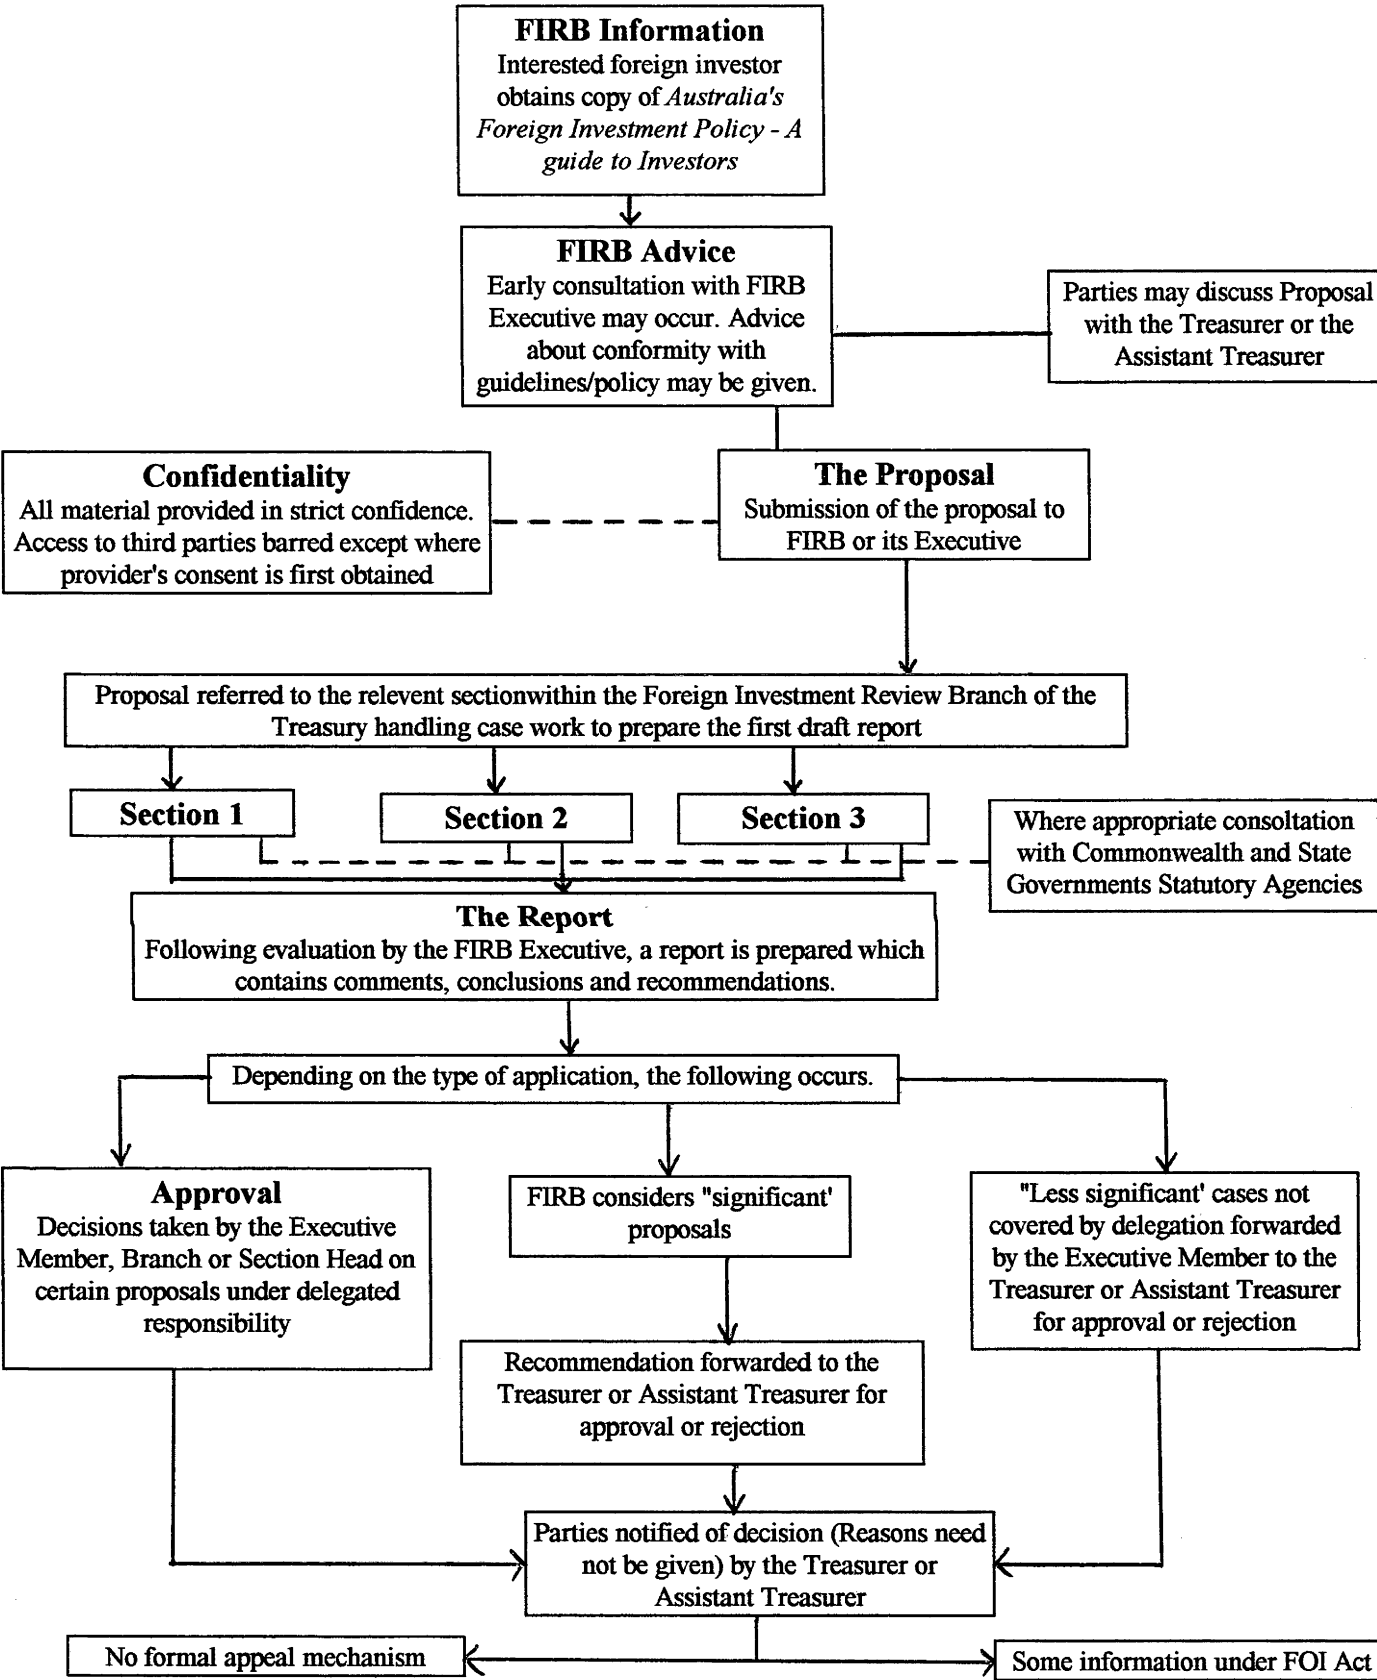 FIRB Information
Interested foreign investor
obtains copy of Australia's
Foreign Investment Policy - A
guide to Investors
FIRB Advice
Early consultation with FIRB
Executive may occur. Advice
about conformity with
guidelines/policy may be given.
Parties may discuss Proposal
with the Treasurer or the
Assistant Treasurer
Confidentiality
All material provided in strict confidence.
Access to third parties barred except where
provider's consent is first obtained
The Proposal
Submission of the proposal to
FIRB or its Executive
Proposal referred to the relevent sectionwithin the Foreign Investment Review Branch of the
Treasury handling case work to prepare the first draft report
Section 1
Section 2
Section 3
Where appropriate consoltation
with Commonwealth and State
Governments Statutory Agencies
The Report
Following evaluation by the FIRB Executive, a report is prepared which
contains comments, conclusions and recommendations.
Depending on the type of application, the following occurs.
Approval
Decisions taken by the Executive
Member, Branch or Section Head on
certain proposals under delegated
responsibility
FIRB considers "significant'
proposals
"Less significant' cases not
covered by delegation forwarded
by the Executive Member to the
Treasurer or Assistant Treasurer
for approval or rejection
Recommendation forwarded to the
Treasurer or Assistant Treasurer for
approval or rejection
Parties notified of decision (Reasons need
not be given) by the Treasurer or
Assistant Treasurer
No formal appeal mechanism
Some information under FOI Act